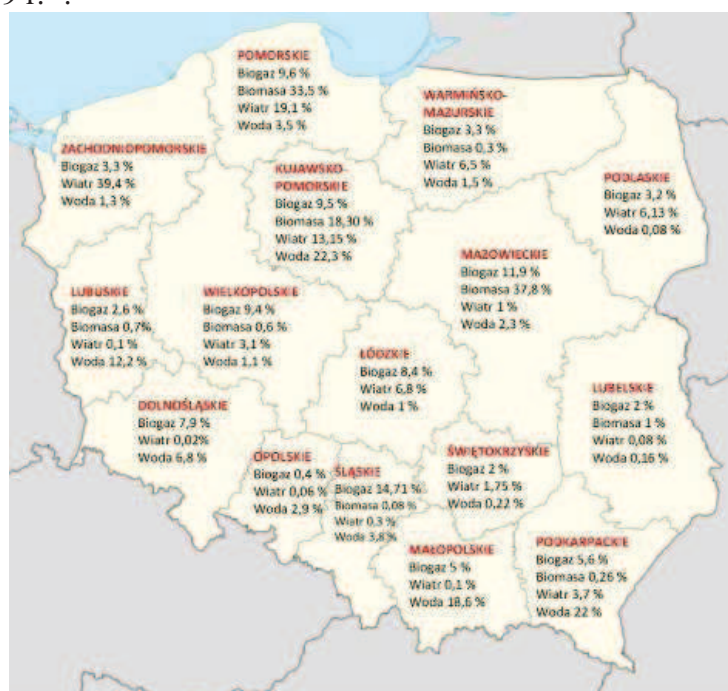 POMORSKIE
Biogaz 9,6 %
Biomasa 33,5 %
Wiatr 19,1 %
Woda 3,5 %
WARMIŃSKO-
MAZURSKIE
Biogaz 3,3 %
Biomasa 0,3 %
Wiatr 6,5 %
Woda 1,5 %
ZACHODNIOPOMORSKIE
Biogaz 3,3 %
Wiatr 39,4 %
Woda 1,3 %
KUJAWSKO-
POMORSKIE
Biogaz 9,5 %
Biomasa 18,30 %
Wiatr 13,15 %
Woda 22,3 %
PODLASKIE
Biogaz 3,2 %
Wiatr 6,13 %
Woda 0,08 %
MAZOWIECKIE
Biogaz 11,9 %
Biomasa 37,8 %
Wiatr 1 %
Woda 2,3 %
LUBUSKIE
Biogaz 2,6 %
Biomasa 0,7%
Wiatr 0,1 %
Woda 12,2 %
WIELKOPOLSKIE
Biogaz 9,4 %
Biomasa 0,6 %
Wiatr 3,1 %
Woda 1,1 %
ŁÓDZKIE
Biogaz 8,4 %
Wiatr 6,8 %
Woda 1 %
LUBELSKIE
Biogaz 2 %
Biomasa 1 %
Wiatr 0,08 %
Woda 0,16 %
DOLNOŚLĄSKIE
Biogaz 7,9 %
Wiatr 0,02%
Woda 6,8 %
OPOLSKIE
Biogaz 0,4 %
Wiatr 0,06 %
Woda 2,9 %
ŚLĄSKIE
Biogaz 14,71 %
Biomasa 0,08 %
Wiatr 0,3 %
Woda 3,8 %
ŚWIĘTOKRZYSKIE
Biogaz 2 %
Wiatr 1,75 %
Woda 0,22 %
MAŁOPOLSKIE
Biogaz 5 %
Wiatr 0,1 %
Woda 18,6 %
PODKARPACKIE
Biogaz 5,6 %
Biomasa 0,26 %
Wiatr 3,7 %
Woda 22 %